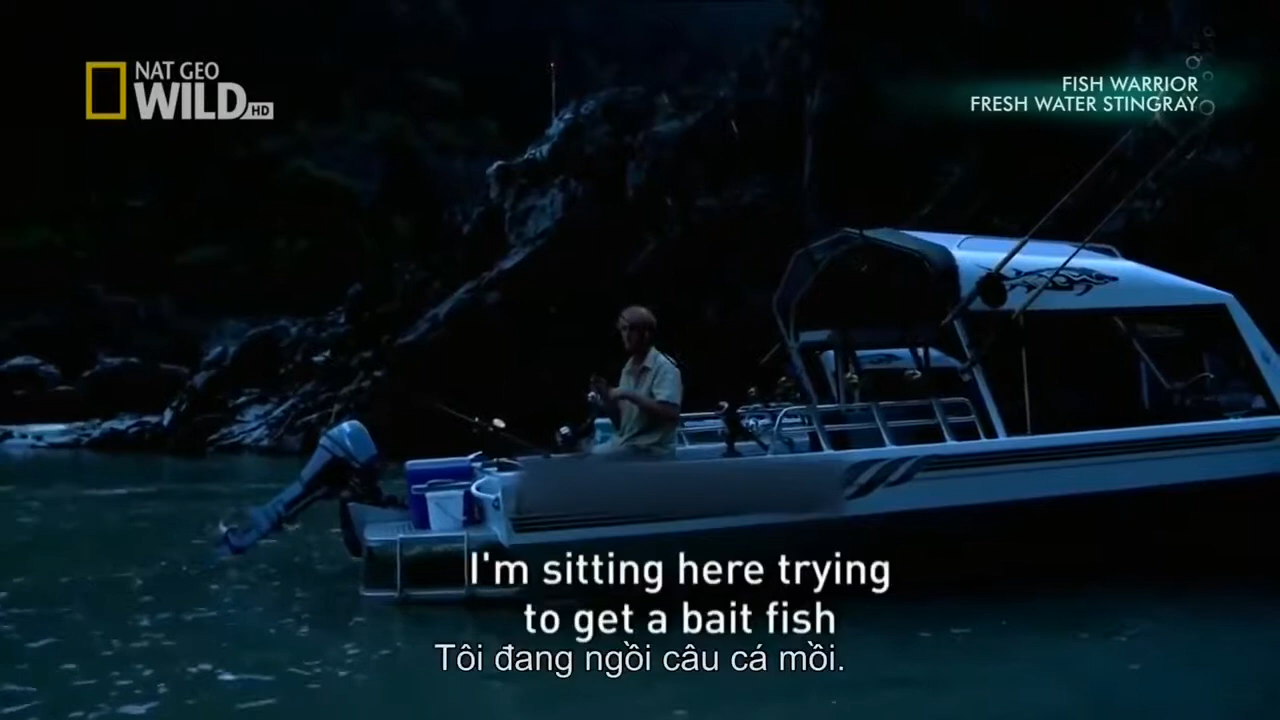 NAT GEO
WILD HD
FISH WARRIOR
FRESH WATER STINGRAY
I'm sitting here trying
to get a bait fish
Tôi đang ngồi câu cá mồi.